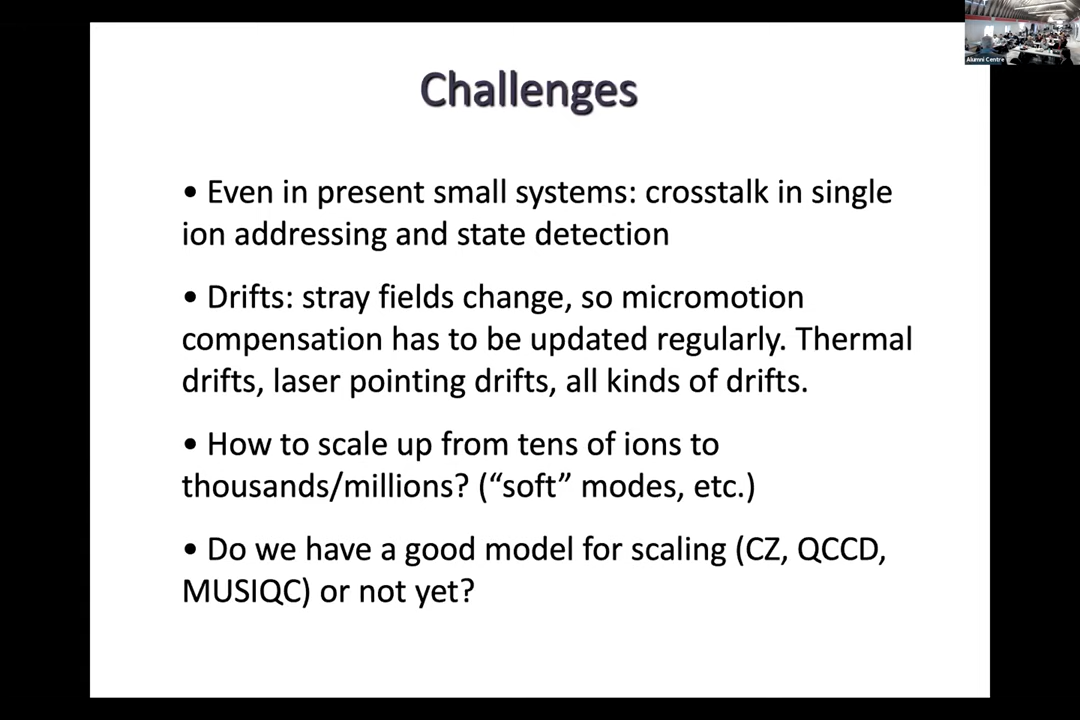 Alumni Centre
Challenges
• Even in present small systems: crosstalk in single
ion addressing and state detection
• Drifts: stray fields change, so micromotion
compensation has to be updated regularly. Thermal
drifts, laser pointing drifts, all kinds of drifts.
• How to scale up from tens of ions to
thousands/millions? (“soft” modes, etc.)
• Do we have a good model for scaling (CZ, QCCD,
MUSIQC) or not yet?